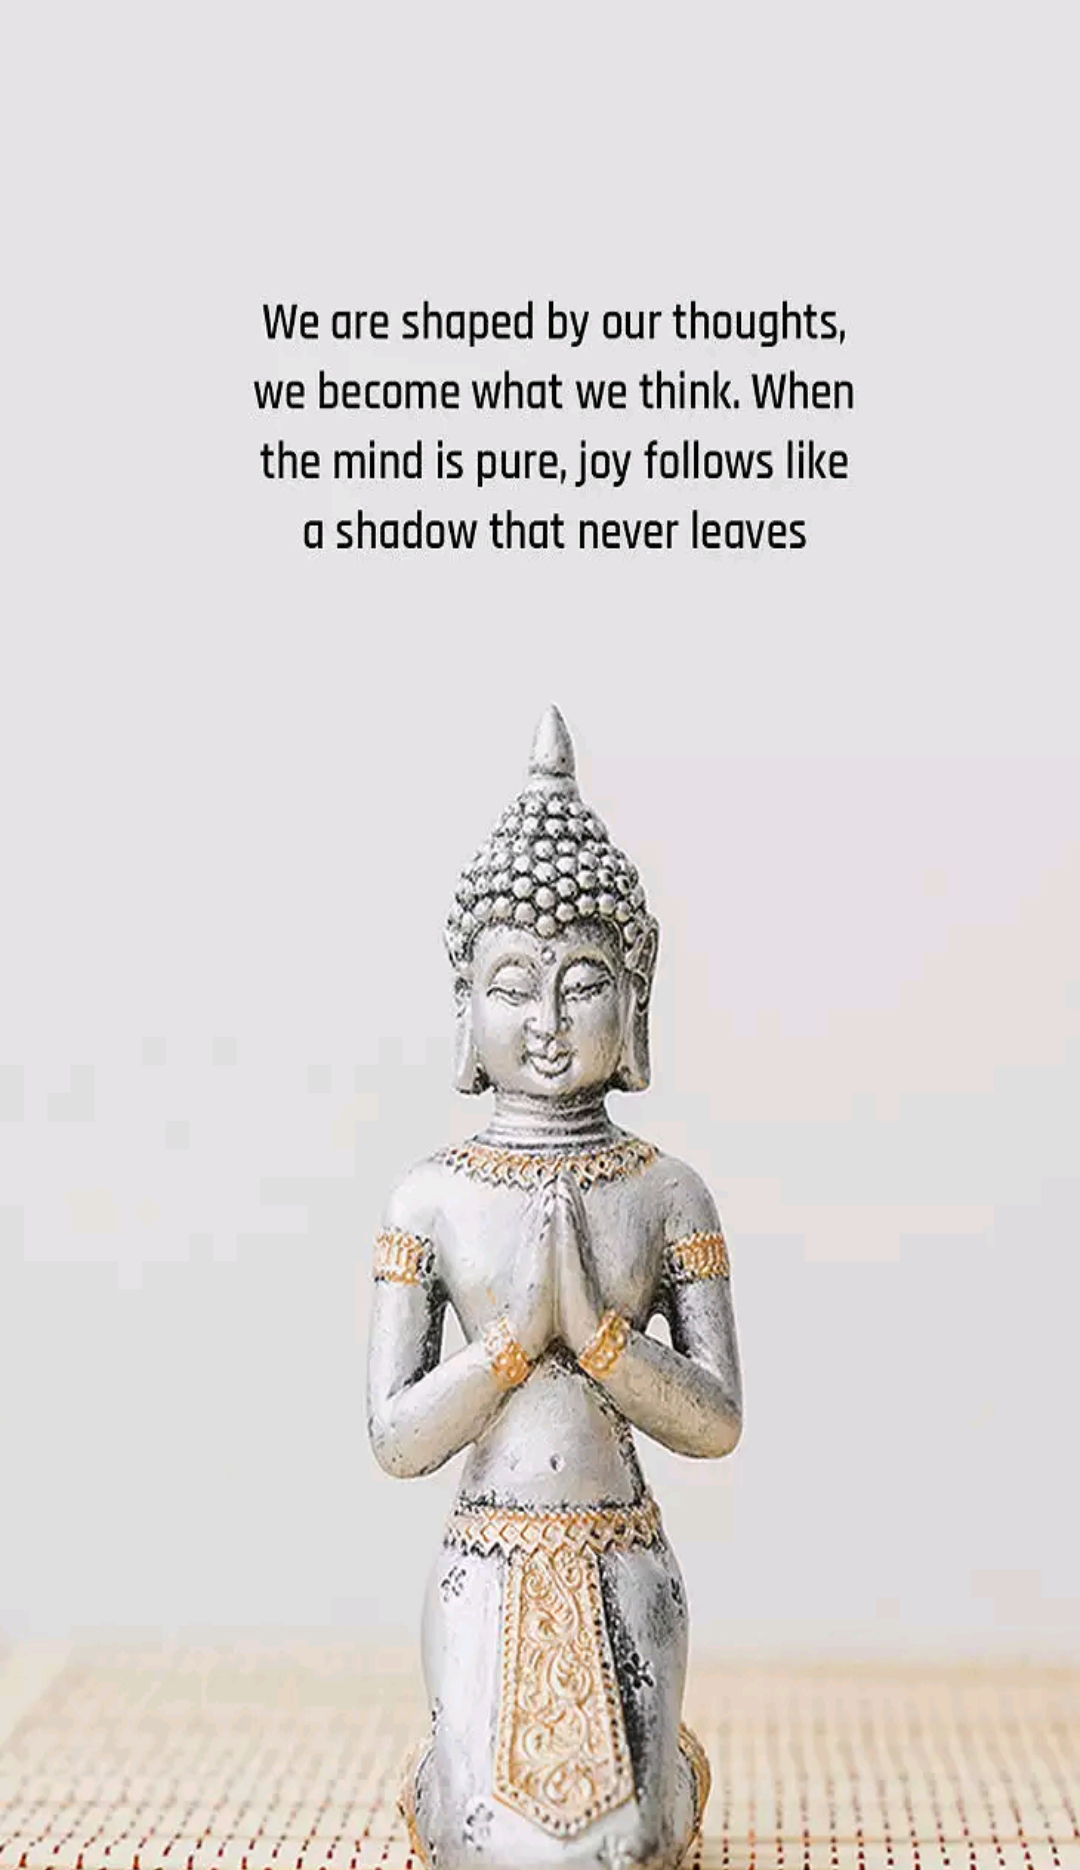 We are shaped by our thoughts,
we become what we think. When
the mind is pure, joy follows like
a shadow that never leaves